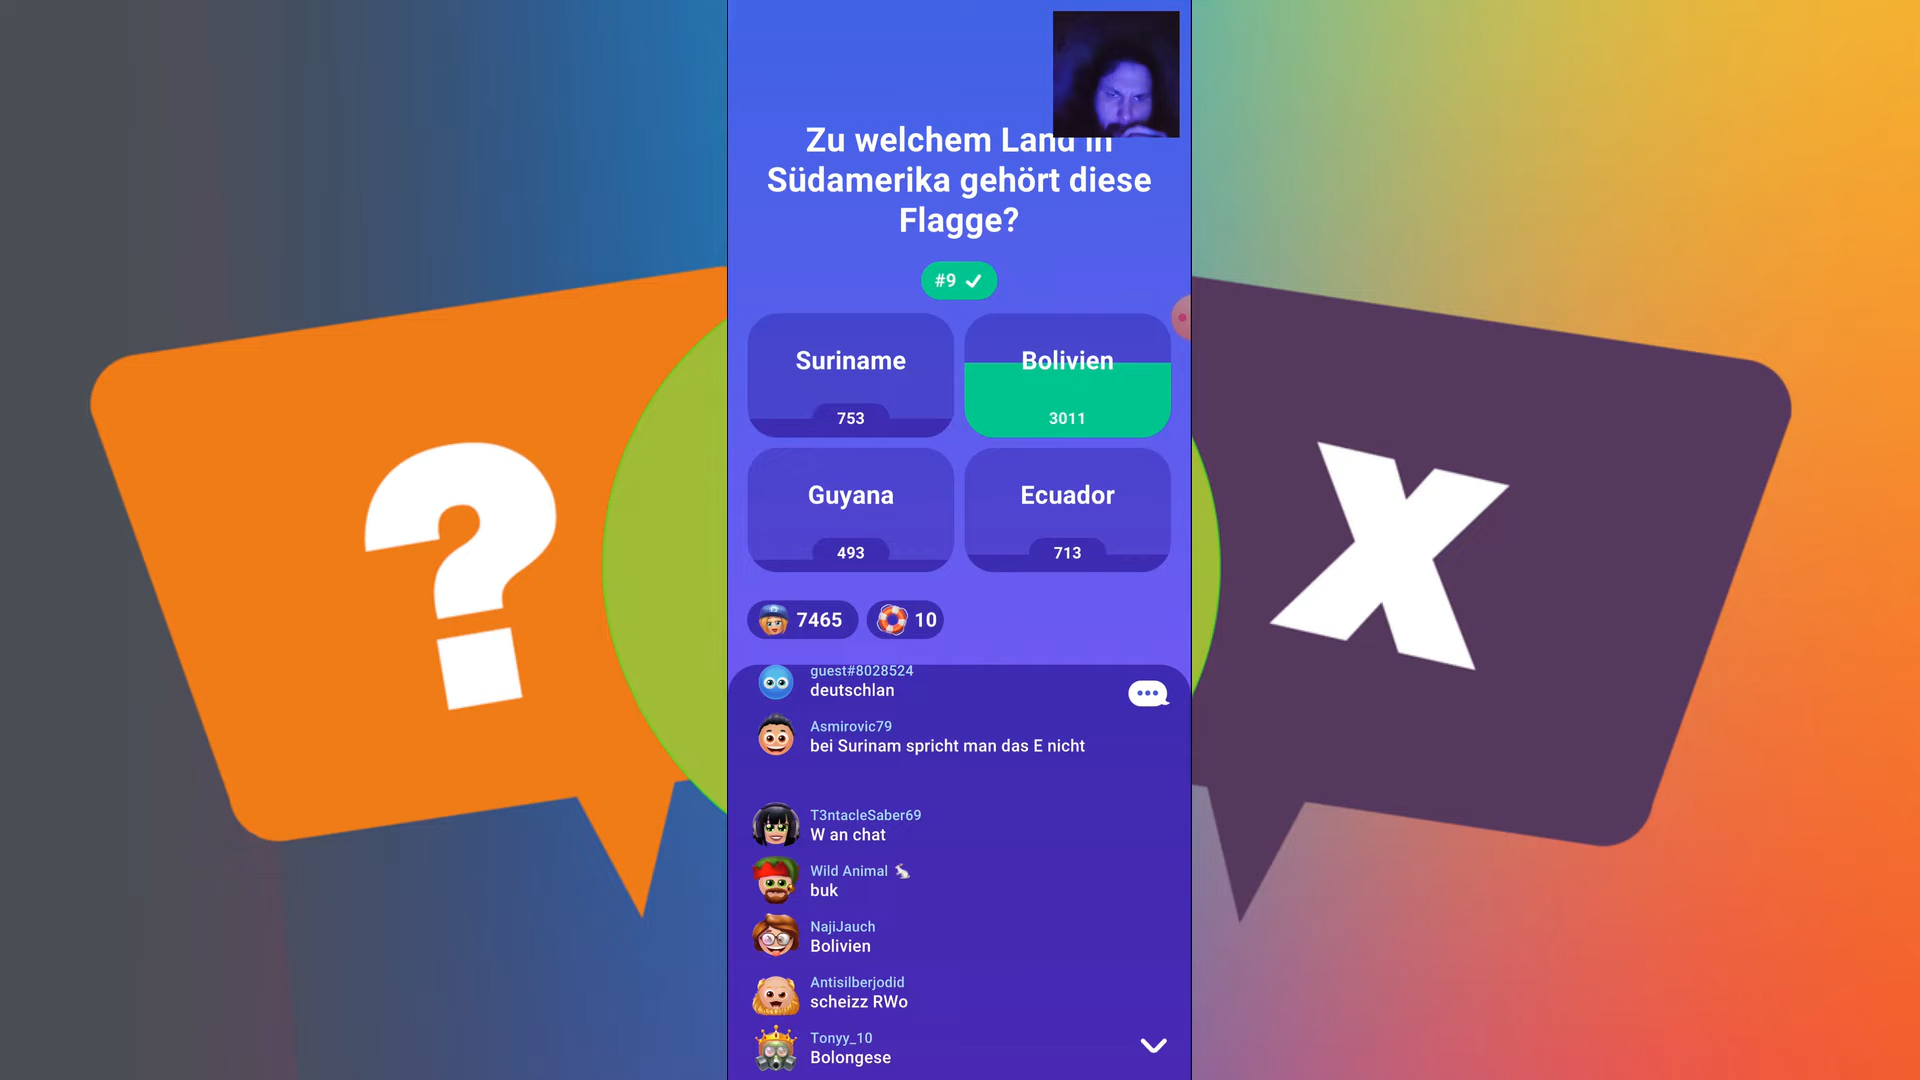 ?
X
Zu welchem Land in
Südamerika gehört diese
Flagge?
#9
Suriname
753
Bolivien
3011
Guyana
493
Ecuador
713
7465
10
guest#8028524
deutschlan
Asmirovic79
bei Surinam spricht man das E nicht
T3ntacleSaber69
W an chat
Wild Animal 🐇
buk
NajiJauch
Bolivien
Antisilberjodid
scheizz RWo
Tonyy_10
Bolongese